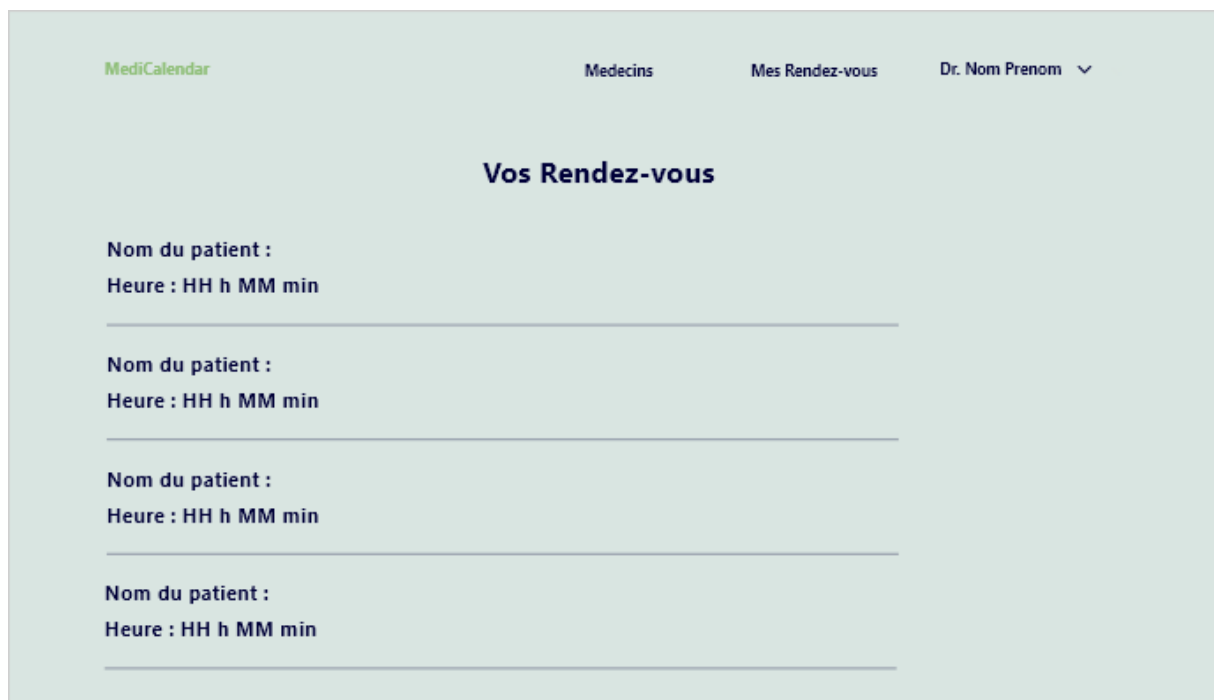 MediCalendar Medecins Mes Rendez-vous Dr. Nom Prenom
Vos Rendez-vous
Nom du patient :
Heure : HH h MM min
Nom du patient :
Heure : HH h MM min
Nom du patient :
Heure : HH h MM min
Nom du patient :
Heure : HH h MM min